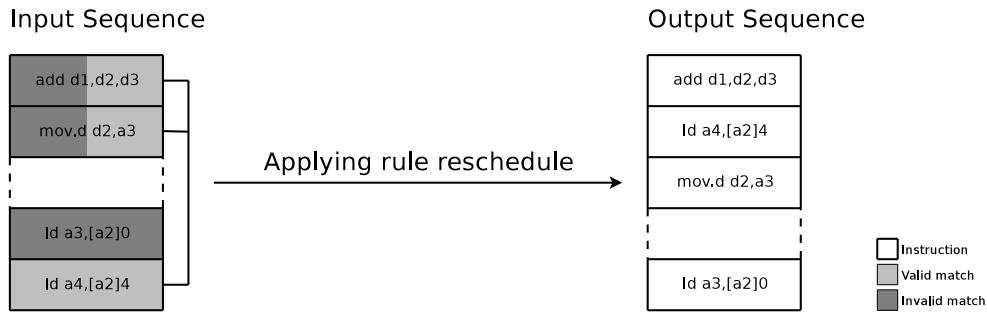 Input Sequence
Output Sequence
add d1,d2,d3
mov.d d2,a3
ld a3,[a2]0
ld a4,[a2]4
Applying rule reschedule
add d1,d2,d3
ld a4,[a2]4
mov.d d2,a3
ld a3,[a2]0
Instruction
Valid match
Invalid match